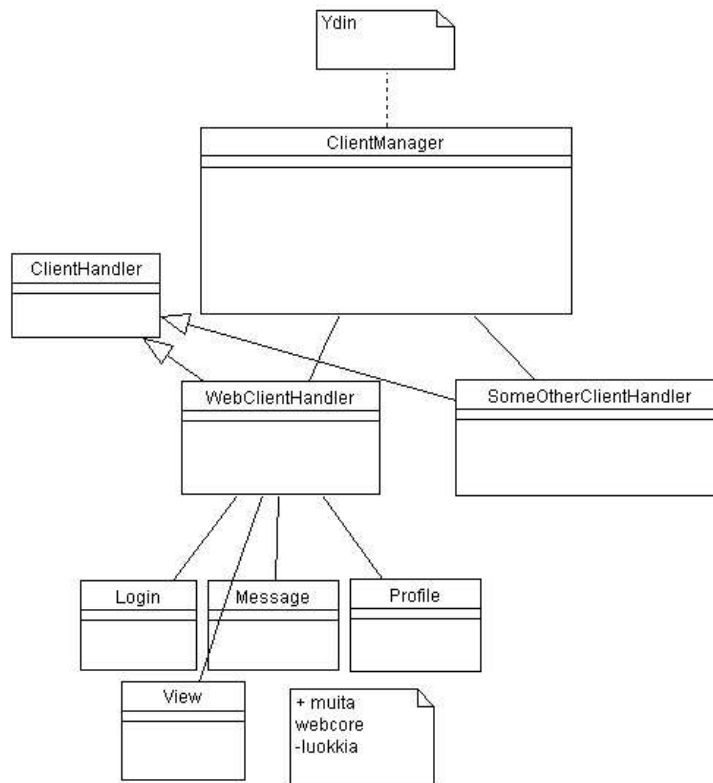 Ydin
ClientManager
ClientHandler
WebClientHandler
SomeOtherClientHandler
Login
Message
Profile
View
+ muita
webcore
-luokkia